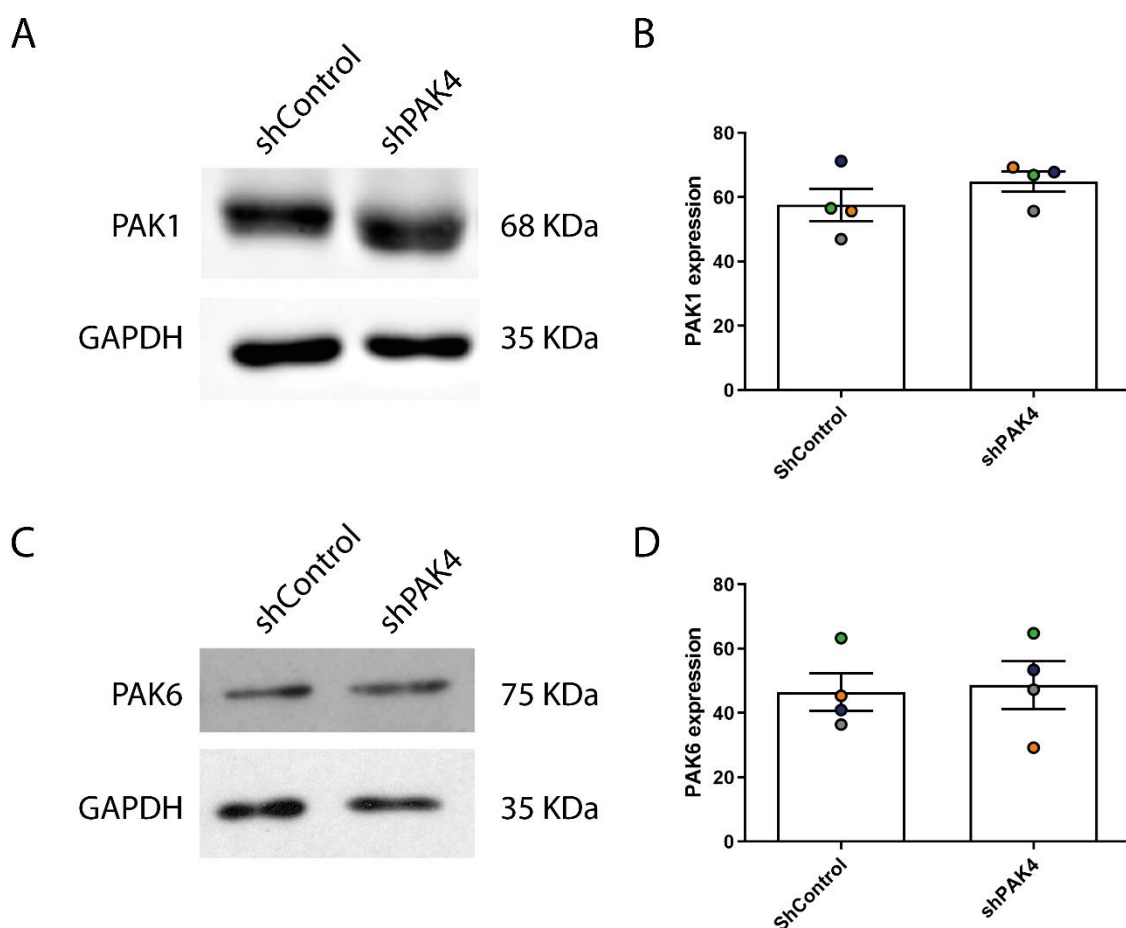 A
shControl
shPAK4
PAK1
68 KDa
GAPDH
35 KDa
B
PAK1 expression
80
60
40
20
0
ShControl
shPAK4
C
shControl
shPAK4
PAK6
75 KDa
GAPDH
35 KDa
D
PAK6 expression
80
60
40
20
0
ShControl
shPAK4